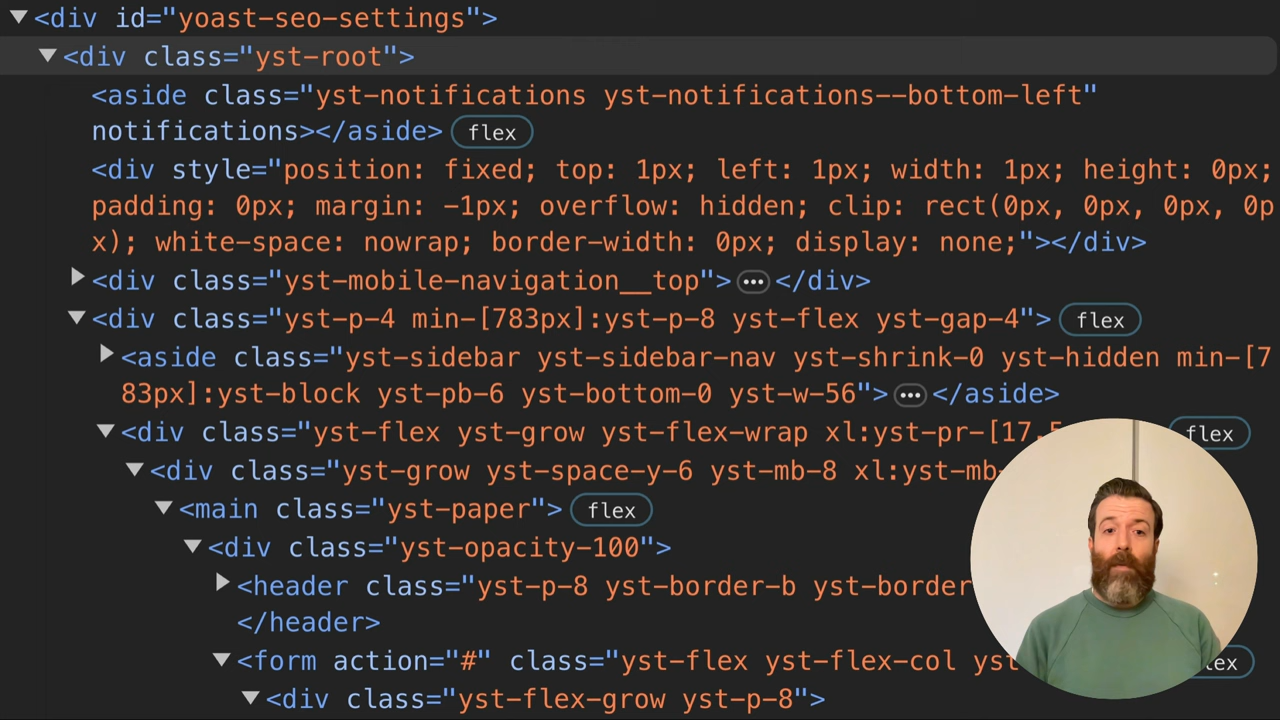 <div id="yoast-seo-settings">
<div class="yst-root">
<aside class="yst-notifications yst-notifications--bottom-left"
notifications></aside> flex
<div style="position: fixed; top: 1px; left: 1px; width: 1px; height: 0px;
padding: 0px; margin: -1px; overflow: hidden; clip: rect(0px, 0px, 0px, 0p
x); white-space: nowrap; border-width: 0px; display: none;"></div>
<div class="yst-mobile-navigation__top">…</div>
<div class="yst-p-4 min-[783px]:yst-p-8 yst-flex yst-gap-4"> flex
<aside class="yst-sidebar yst-sidebar-nav yst-shrink-0 yst-hidden min-[7
83px]:yst-block yst-pb-6 yst-bottom-0 yst-w-56">…</aside>
<div class="yst-flex yst-grow yst-flex-wrap xl:yst-pr-[17.5 flex
<div class="yst-grow yst-space-y-6 yst-mb-8 xl:yst-mb-
<main class="yst-paper"> flex
<div class="yst-opacity-100">
<header class="yst-p-8 yst-border-b yst-border
</header>
<form action="#" class="yst-flex yst-flex-col yst lex
<div class="yst-flex-grow yst-p-8">